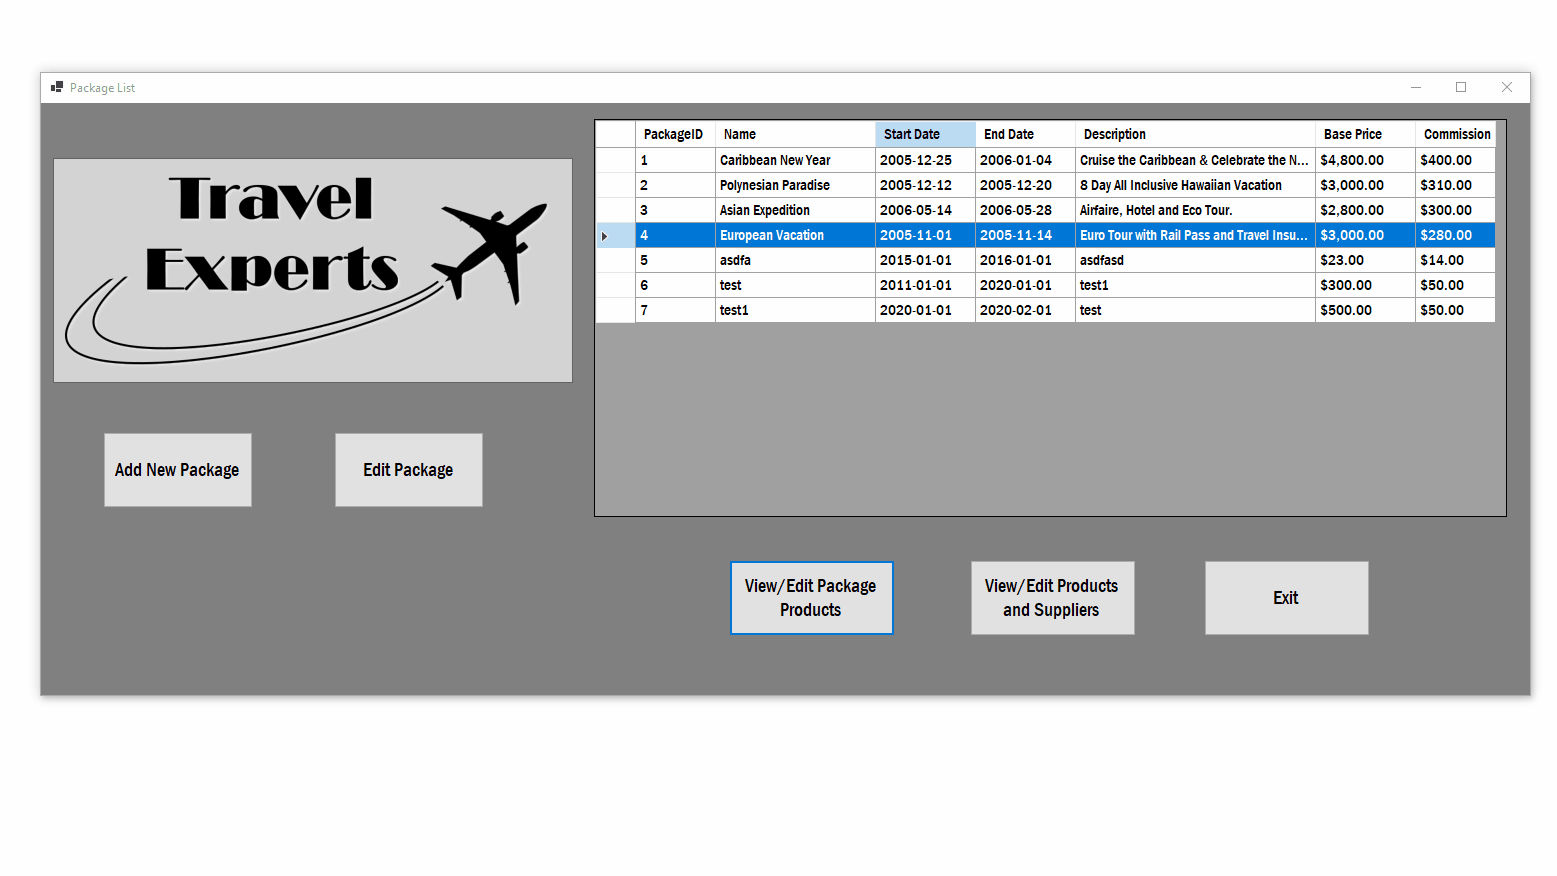 Package List
Travel
Experts
Add New Package
Edit Package
PackageID Name Start Date End Date Description Base Price Commission
1 Caribbean New Year 2005-12-25 2006-01-04 Cruise the Caribbean & Celebrate the N... $4,800.00 $400.00
2 Polynesian Paradise 2005-12-12 2005-12-20 8 Day All Inclusive Hawaiian Vacation $3,000.00 $310.00
3 Asian Expedition 2006-05-14 2006-05-28 Airfaire, Hotel and Eco Tour. $2,800.00 $300.00
4 European Vacation 2005-11-01 2005-11-14 Euro Tour with Rail Pass and Travel Insu... $3,000.00 $280.00
5 asdfa 2015-01-01 2016-01-01 asdfasd $23.00 $14.00
6 test 2011-01-01 2020-01-01 test1 $300.00 $50.00
7 test1 2020-01-01 2020-02-01 test $500.00 $50.00
View/Edit Package
Products
View/Edit Products
and Suppliers
Exit